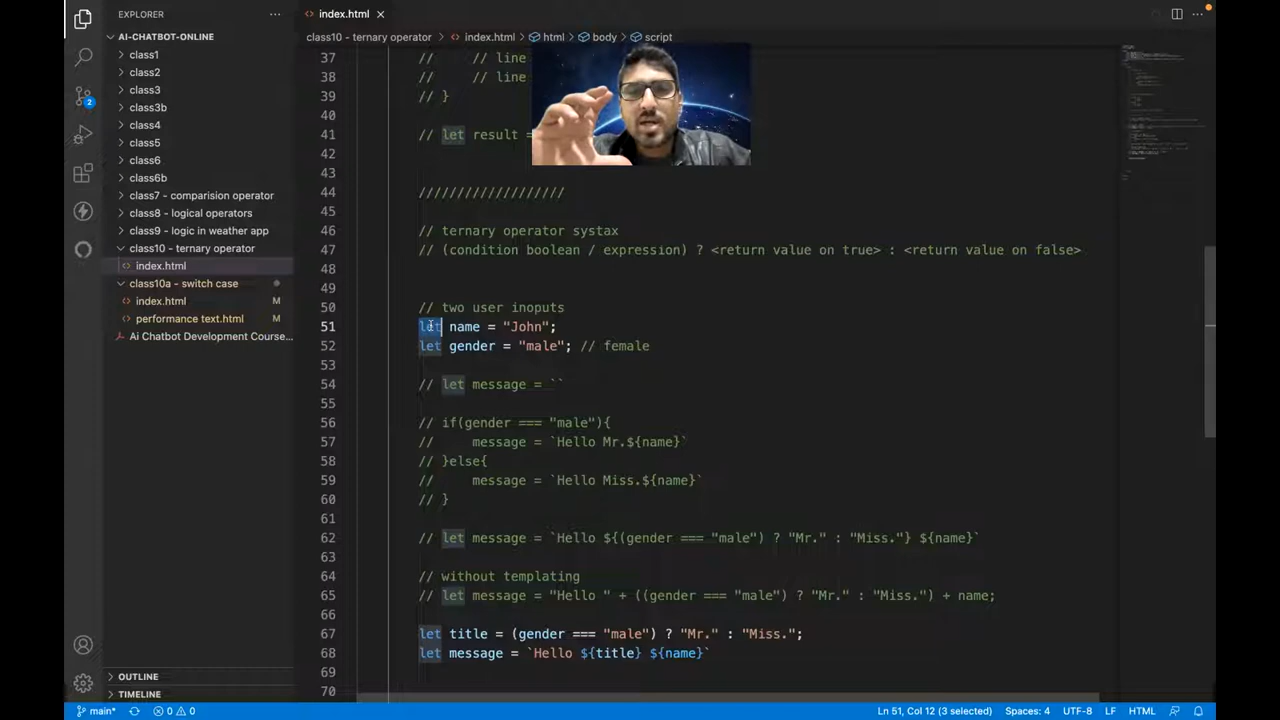 EXPLORER
index.html
AI-CHATBOT-ONLINE
class1
class2
class3
class3b
class4
class5
class6
class6b
class7 - comparision operator
class8 - logical operators
class9 - logic in weather app
class10 - ternary operator
index.html
class10a - switch case
index.html M
performance text.html M
Ai Chatbot Development Course...
OUTLINE
TIMELINE
2
class10 - ternary operator > index.html > html > body > script
37 // // line
38 // // line
39 // }
40
41 // let result =
42
43
44 ///////////////////
45
46 // ternary operator systax
47 // (condition boolean / expression) ? <return value on true> : <return value on false>
48
49
50 // two user inoputs
51 let name = "John";
52 let gender = "male"; // female
53
54 // let message = ``
55
56 // if(gender === "male"){
57 // message = `Hello Mr.${name}`
58 // }else{
59 // message = `Hello Miss.${name}`
60 // }
61
62 // let message = `Hello ${(gender === "male") ? "Mr." : "Miss."} ${name}`
63
64 // without templating
65 // let message = "Hello " + ((gender === "male") ? "Mr." : "Miss.") + name;
66
67 let title = (gender === "male") ? "Mr." : "Miss.";
68 let message = `Hello ${title} ${name}`
69
70
main* 0 0 Ln 51, Col 12 (3 selected) Spaces: 4 UTF-8 LF HTML